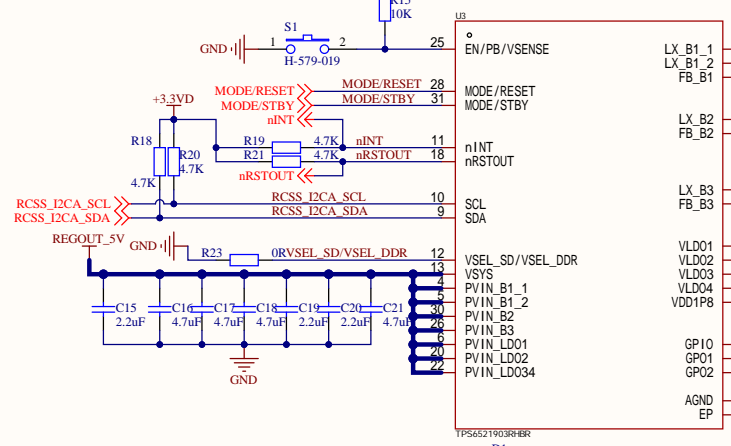 R15
10K
U3
S1
GND
1
2
25
EN/PB/VSENSE
LX_B1_1
H-579-019
LX_B1_2
FB_B1
MODE/RESET
MODE/RESET
28
MODE/RESET
MODE/STBY
MODE/STBY
31
MODE/STBY
+3.3VD
nINT
LX_B2
FB_B2
R18
R19
4.7K
nINT
11
nINT
R20
R21
4.7K
nRSTOUT
18
nRSTOUT
4.7K
4.7K
nRSTOUT
LX_B3
RCSS_I2CA_SCL
RCSS_I2CA_SCL
10
SCL
FB_B3
RCSS_I2CA_SDA
RCSS_I2CA_SDA
9
SDA
REGOUT_5V
GND
R23
0R
VSEL_SD/VSEL_DDR
12
VSEL_SD/VSEL_DDR
VLDO1
VLDO2
13
VSYS
VLDO3
4
PVIN_B1_1
VLDO4
5
PVIN_B1_2
VDD1P8
C15
C16
C17
C18
C19
C20
C21
2.2uF
4.7uF
4.7uF
4.7uF
2.2uF
2.2uF
4.7uF
30
PVIN_B2
26
PVIN_B3
6
PVIN_LDO1
GPIO
20
PVIN_LDO2
GPO1
22
PVIN_LDO34
GPO2
GND
AGND
EP
TPS6521903RHBR